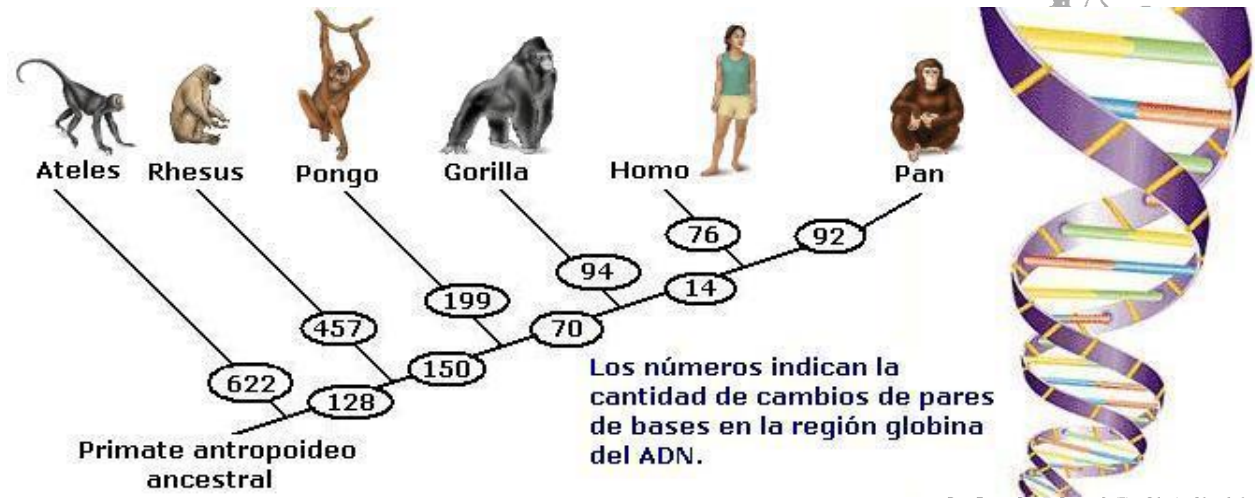 Ateles Rhesus Pongo Gorilla Homo Pan
76 92
94 14
199 70
457 150
622 128
Primate antropoideo
ancestral
Los números indican la
cantidad de cambios de pares
de bases en la región globina
del ADN.